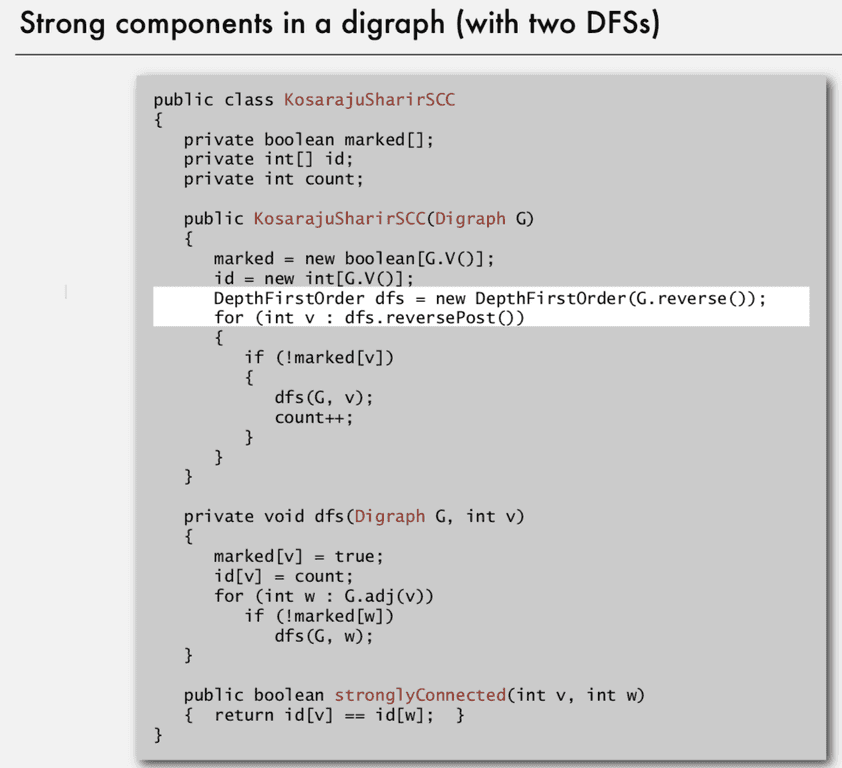 Strong components in a digraph (with two DFSs)
public class KosarajuSharirSCC
{
private boolean marked[];
private int[] id;
private int count;
public KosarajuSharirSCC(Digraph G)
{
marked = new boolean[G.V()];
id = new int[G.V()];
DepthFirstOrder dfs = new DepthFirstOrder(G.reverse());
for (int v : dfs.reversePost())
{
if (!marked[v])
{
dfs(G, v);
count++;
}
}
}
private void dfs(Digraph G, int v)
{
marked[v] = true;
id[v] = count;
for (int w : G.adj(v))
if (!marked[w])
dfs(G, w);
}
public boolean stronglyConnected(int v, int w)
{ return id[v] == id[w]; }
}